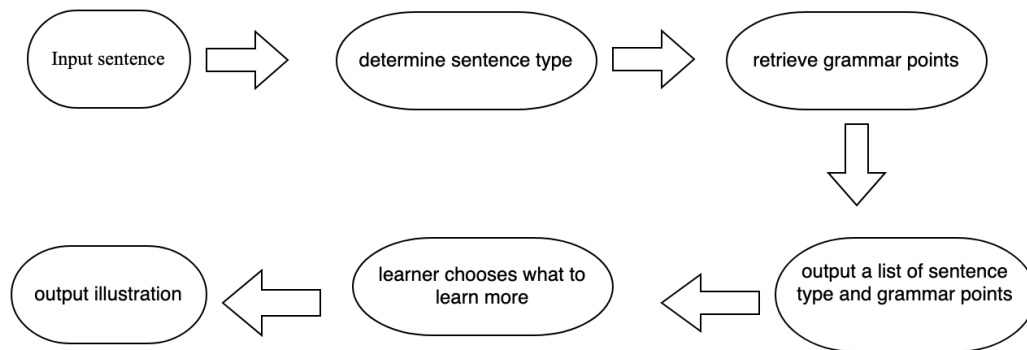 Input sentence
determine sentence type
retrieve grammar points
output a list of sentence
type and grammar points
learner chooses what to
learn more
output illustration